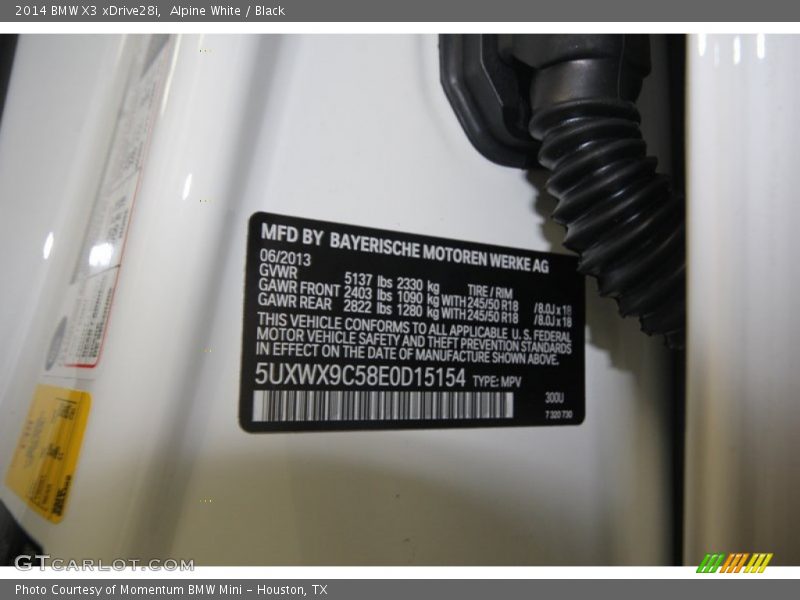 2014 BMW X3 xDrive28i, Alpine White / Black
MFD BY BAYERISCHE MOTOREN WERKE AG
06/2013
GVWR 5137 lbs 2330 kg TIRE / RIM
GAWR FRONT 2403 lbs 1090 kg WITH 245/50 R18 /8.0J x 18
GAWR REAR 2822 lbs 1280 kg WITH 245/50 R18 /8.0J x 18
THIS VEHICLE CONFORMS TO ALL APPLICABLE U.S. FEDERAL
MOTOR VEHICLE SAFETY AND THEFT PREVENTION STANDARDS
IN EFFECT ON THE DATE OF MANUFACTURE SHOWN ABOVE.
5UXWX9C58E0D15154 TYPE: MPV
300U
7 320 730
GTCARLOT.COM
Photo Courtesy of Momentum BMW Mini - Houston, TX